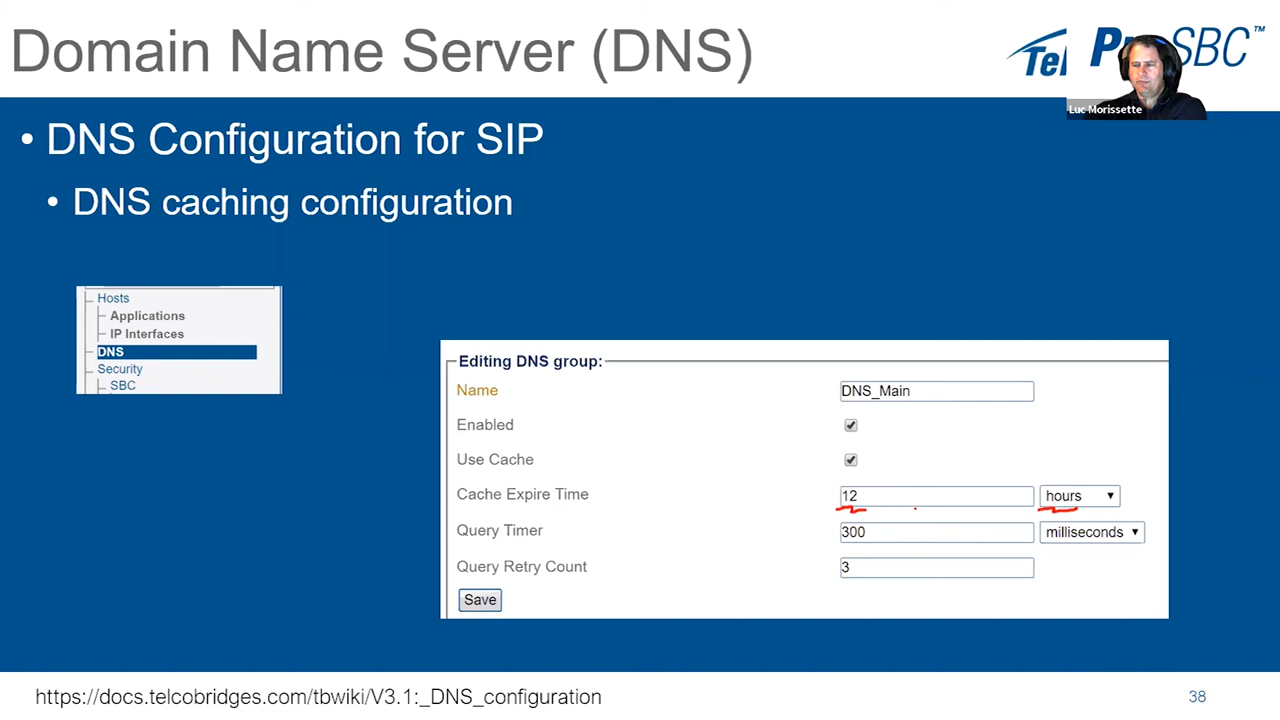 Domain Name Server (DNS)
Tel
SBC™
Luc Morissette
• DNS Configuration for SIP
• DNS caching configuration
Hosts
Applications
IP Interfaces
DNS
Security
SBC
Editing DNS group:
Name DNS_Main
Enabled
Use Cache
Cache Expire Time 12 hours
Query Timer 300 milliseconds
Query Retry Count 3
Save
https://docs.telcobridges.com/tbwiki/V3.1:_DNS_configuration
38